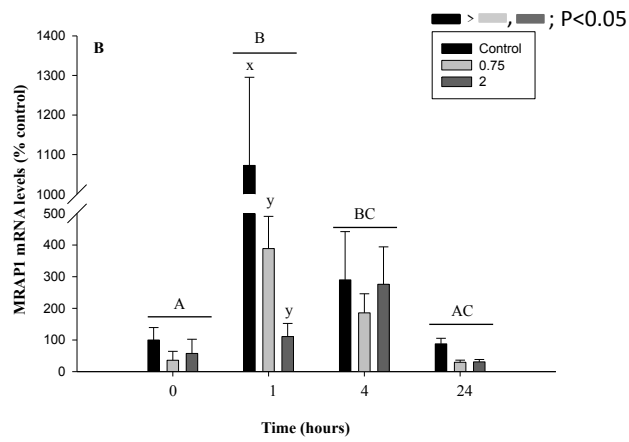 > , ; P<0.05
B
Control
0.75
2
MRAP1 mRNA levels (% control)
1400
1300
1200
1100
1000
500
400
300
200
100
0
A
B
x
y
y
BC
AC
0 1 4 24
Time (hours)